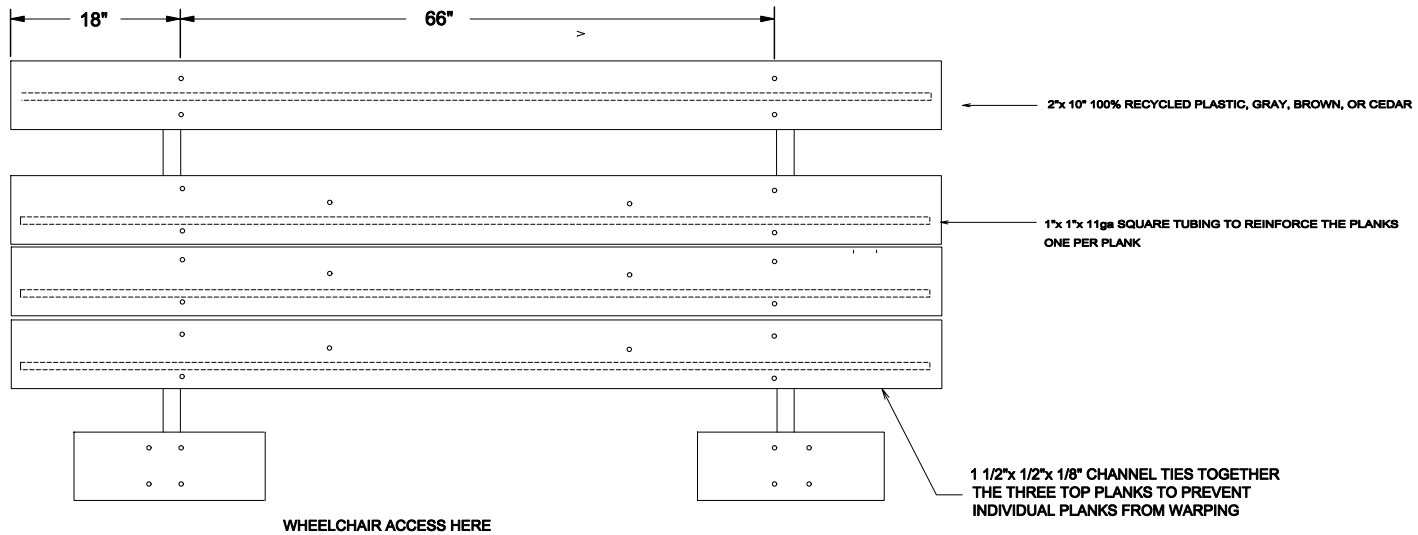 18" 66"
>
2"x 10" 100% RECYCLED PLASTIC, GRAY, BROWN, OR CEDAR
1"x 1"x 11ga SQUARE TUBING TO REINFORCE THE PLANKS
ONE PER PLANK
1 1/2"x 1/2"x 1/8" CHANNEL TIES TOGETHER
THE THREE TOP PLANKS TO PREVENT
INDIVIDUAL PLANKS FROM WARPING
WHEELCHAIR ACCESS HERE